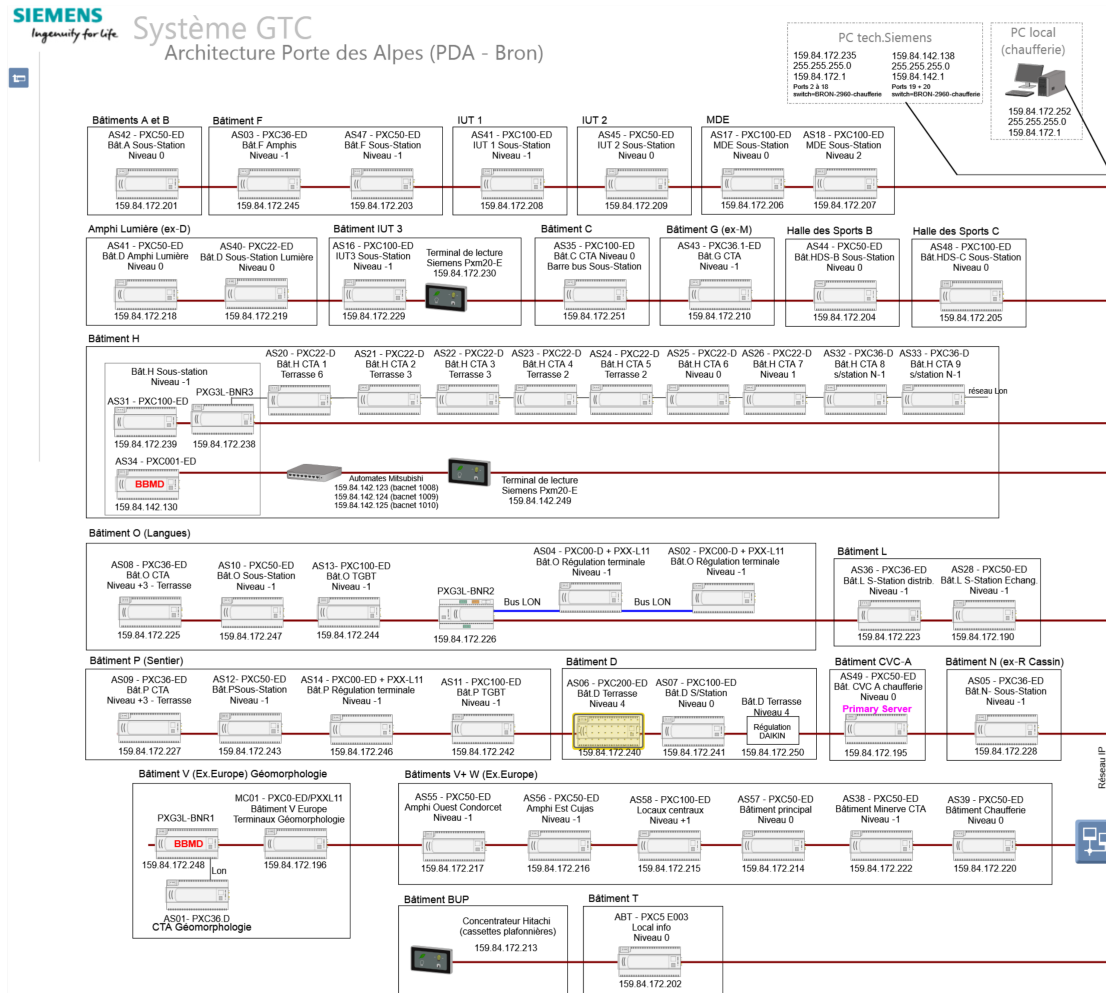 SIEMENS
Ingenuity for life
Système GTC
Architecture Porte des Alpes (PDA - Bron)
PC tech.Siemens
159.84.172.235
255.255.255.0
159.84.172.1
Ports 2 à 18
switch=BRON-2960-chaufferie
159.84.142.138
255.255.255.0
159.84.142.1
Ports 19 + 20
switch=BRON-2960-chaufferie
PC local
(chaufferie)
159.84.172.252
255.255.255.0
159.84.172.1
Bâtiments A et B
AS42 - PXC50-ED
Bât.A Sous-Station
Niveau 0
159.84.172.201
Bâtiment F
AS03 - PXC36-ED
Bât.F Amphis
Niveau -1
159.84.172.245
AS47 - PXC50-ED
Bât.F Sous-Station
Niveau -1
159.84.172.203
IUT 1
AS41 - PXC100-ED
IUT 1 Sous-Station
Niveau -1
159.84.172.208
IUT 2
AS45 - PXC50-ED
IUT 2 Sous-Station
Niveau 0
159.84.172.209
MDE
AS17 - PXC100-ED
MDE Sous-Station
Niveau 0
159.84.172.206
AS18 - PXC100-ED
MDE Sous-Station
Niveau 2
159.84.172.207
Amphi Lumière (ex-D)
AS41 - PXC50-ED
Bât.D Amphi Lumière
Niveau 0
159.84.172.218
AS40- PXC22-ED
Bât.D Sous-Station Lumière
Niveau 0
159.84.172.219
Bâtiment IUT 3
AS16 - PXC100-ED
IUT3 Sous-Station
Niveau -1
159.84.172.229
Terminal de lecture
Siemens Pxm20-E
159.84.172.230
Bâtiment C
AS35 - PXC100-ED
Bât.C CTA Niveau 0
Barre bus Sous-Station
159.84.172.251
Bâtiment G (ex-M)
AS43 - PXC36.1-ED
Bât.G CTA
Niveau -1
159.84.172.210
Halle des Sports B
AS44 - PXC50-ED
Bât.HDS-B Sous-Station
Niveau 0
159.84.172.204
Halle des Sports C
AS48 - PXC100-ED
Bât.HDS-C Sous-Station
Niveau 0
159.84.172.205
Bâtiment H
Bât.H Sous-station
Niveau -1
AS31 - PXC100-ED
159.84.172.239
PXG3L-BNR3
159.84.172.238
AS20 - PXC22-D
Bât.H CTA 1
Terrasse 6
AS21 - PXC22-D
Bât.H CTA 2
Terrasse 3
AS22 - PXC22-D
Bât.H CTA 3
Terrasse 3
AS23 - PXC22-D
Bât.H CTA 4
Terrasse 2
AS24 - PXC22-D
Bât.H CTA 5
Terrasse 2
AS25 - PXC22-D
Bât.H CTA 6
Niveau 0
AS26 - PXC22-D
Bât.H CTA 7
Niveau 1
AS32 - PXC36-D
Bât.H CTA 8
s/station N-1
AS33 - PXC36-D
Bât.H CTA 9
s/station N-1
réseau Lon
AS34 - PXC001-ED
BBMD
159.84.142.130
Automates Mitsubishi
159.84.142.123 (bacnet 1008)
159.84.142.124 (bacnet 1009)
159.84.142.125 (bacnet 1010)
Terminal de lecture
Siemens Pxm20-E
159.84.142.249
Bâtiment O (Langues)
AS08 - PXC36-ED
Bât.O CTA
Niveau +3 - Terrasse
159.84.172.225
AS10 - PXC50-ED
Bât.O Sous-Station
Niveau -1
159.84.172.247
AS13- PXC100-ED
Bât.O TGBT
Niveau -1
159.84.172.244
PXG3L-BNR2
159.84.172.226
Bus LON
AS04 - PXC00-D + PXX-L11
Bât.O Régulation terminale
Niveau -1
Bus LON
AS02 - PXC00-D + PXX-L11
Bât.O Régulation terminale
Niveau -1
Bâtiment L
AS36 - PXC36-ED
Bât.L S-Station distrib.
Niveau -1
159.84.172.223
AS28 - PXC50-ED
Bât.L S-Station Echang.
Niveau -1
159.84.172.190
Bâtiment P (Sentier)
AS09 - PXC36-ED
Bât.P CTA
Niveau +3 - Terrasse
159.84.172.227
AS12- PXC50-ED
Bât.PSous-Station
Niveau -1
159.84.172.243
AS14 - PXC00-ED + PXX-L11
Bât.P Régulation terminale
Niveau -1
159.84.172.246
AS11 - PXC100-ED
Bât.P TGBT
Niveau -1
159.84.172.242
Bâtiment D
AS06 - PXC200-ED
Bât.D Terrasse
Niveau 4
159.84.172.240
AS07 - PXC100-ED
Bât.D S/Station
Niveau 0
159.84.172.241
Bât.D Terrasse
Niveau 4
Régulation
DAIKIN
159.84.172.250
Bâtiment CVC-A
AS49 - PXC50-ED
Bât. CVC A chaufferie
Niveau 0
Primary Server
159.84.172.195
Bâtiment N (ex-R Cassin)
AS05 - PXC36-ED
Bât.N- Sous-Station
Niveau -1
159.84.172.228
Réseau IP
Bâtiment V (Ex.Europe) Géomorphologie
PXG3L-BNR1
BBMD
159.84.172.248
Lon
AS01- PXC36.D
CTA Géomorphologie
MC01 - PXC0-ED/PXXL11
Bâtiment V Europe
Terminaux Géomorphologie
159.84.172.196
Bâtiments V+ W (Ex.Europe)
AS55 - PXC50-ED
Amphi Ouest Condorcet
Niveau -1
159.84.172.217
AS56 - PXC50-ED
Amphi Est Cujas
Niveau -1
159.84.172.216
AS58 - PXC100-ED
Locaux centraux
Niveau +1
159.84.172.215
AS57 - PXC50-ED
Bâtiment principal
Niveau 0
159.84.172.214
AS38 - PXC50-ED
Bâtiment Minerve CTA
Niveau -1
159.84.172.222
AS39 - PXC50-ED
Bâtiment Chaufferie
Niveau 0
159.84.172.220
Bâtiment BUP
Concentrateur Hitachi
(cassettes plafonnières)
159.84.172.213
Bâtiment T
ABT - PXC5 E003
Local info
Niveau 0
159.84.172.202